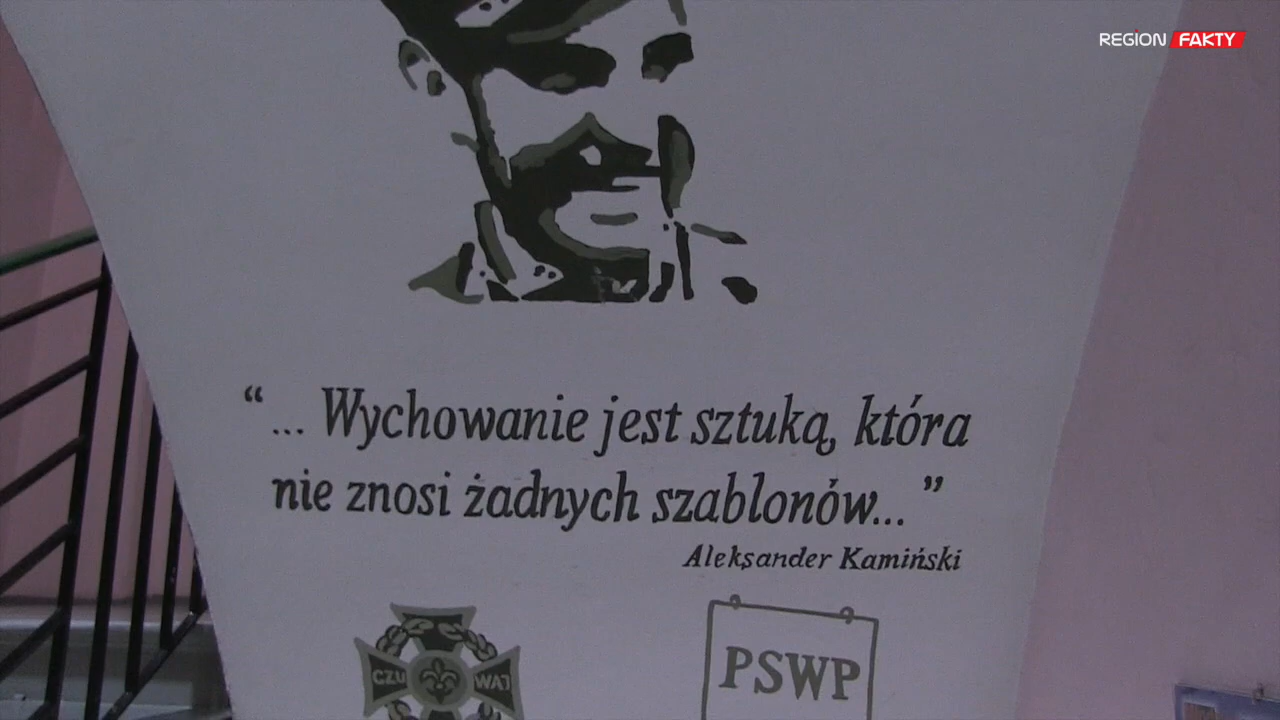 REGION FAKTY
“... Wychowanie jest sztuką, która
nie znosi żadnych szablonów...”
Aleksander Kamiński
CZU WAJ
PSWP